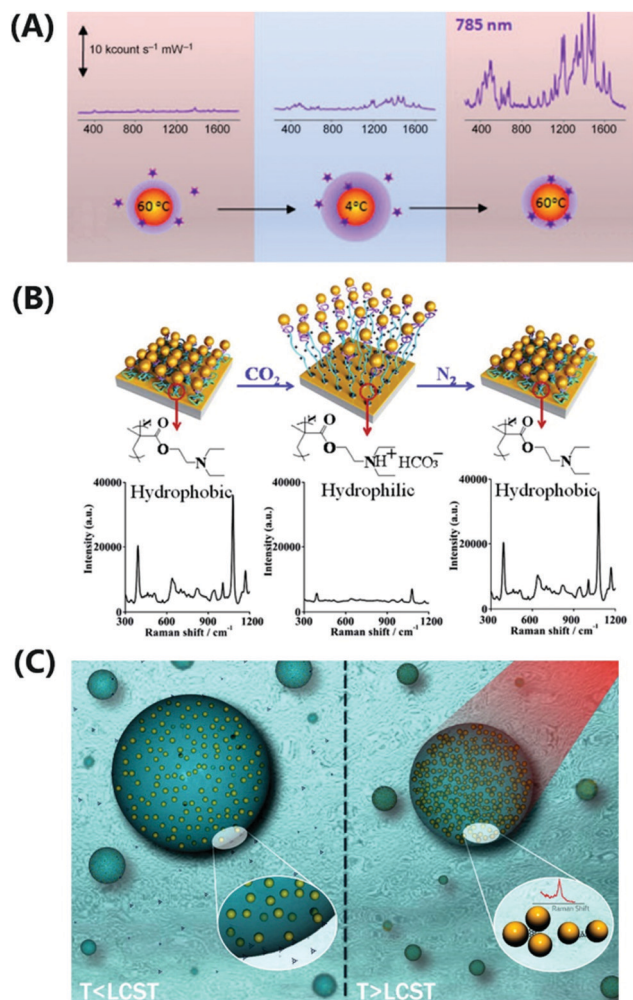 (A)
10 kcount s⁻¹ mW⁻¹
785 nm
400 800 1200 1600
400 800 1200 1600
400 800 1200 1600
60 °C
4°C
60°C
(B)
CO₂
N₂
O
O
N
O
O
NH⁺ HCO₃⁻
O
O
N
Hydrophobic
Hydrophilic
Hydrophobic
Intensity (a.u.)
40000
20000
0
300 600 900 1200
Raman shift / cm⁻¹
Intensity (a.u.)
40000
20000
0
300 600 900 1200
Raman shift / cm⁻¹
Intensity (a.u.)
40000
20000
0
300 600 900 1200
Raman shift / cm⁻¹
(C)
Raman Shift
T<LCST
T>LCST